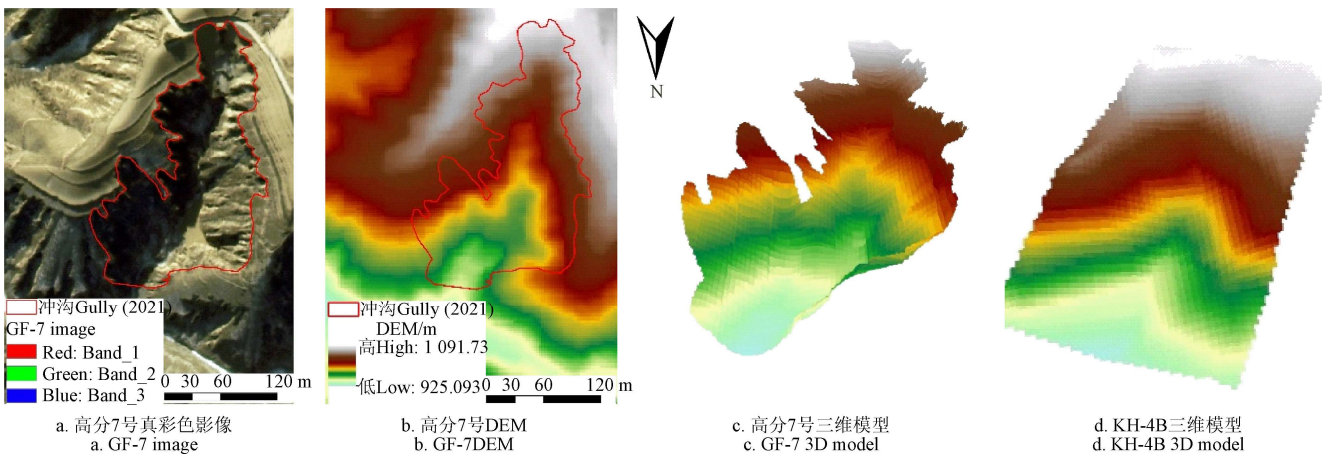 冲沟Gully (2021)
GF-7 image
Red: Band_1
Green: Band_2
Blue: Band_3
0 30 60 120 m
冲沟Gully (2021)
DEM/m
高High: 1 091.73
低Low: 925.093
0 30 60 120 m
N
a. 高分7号真彩色影像
a. GF-7 image
b. 高分7号DEM
b. GF-7DEM
c. 高分7号三维模型
c. GF-7 3D model
d. KH-4B三维模型
d. KH-4B 3D model